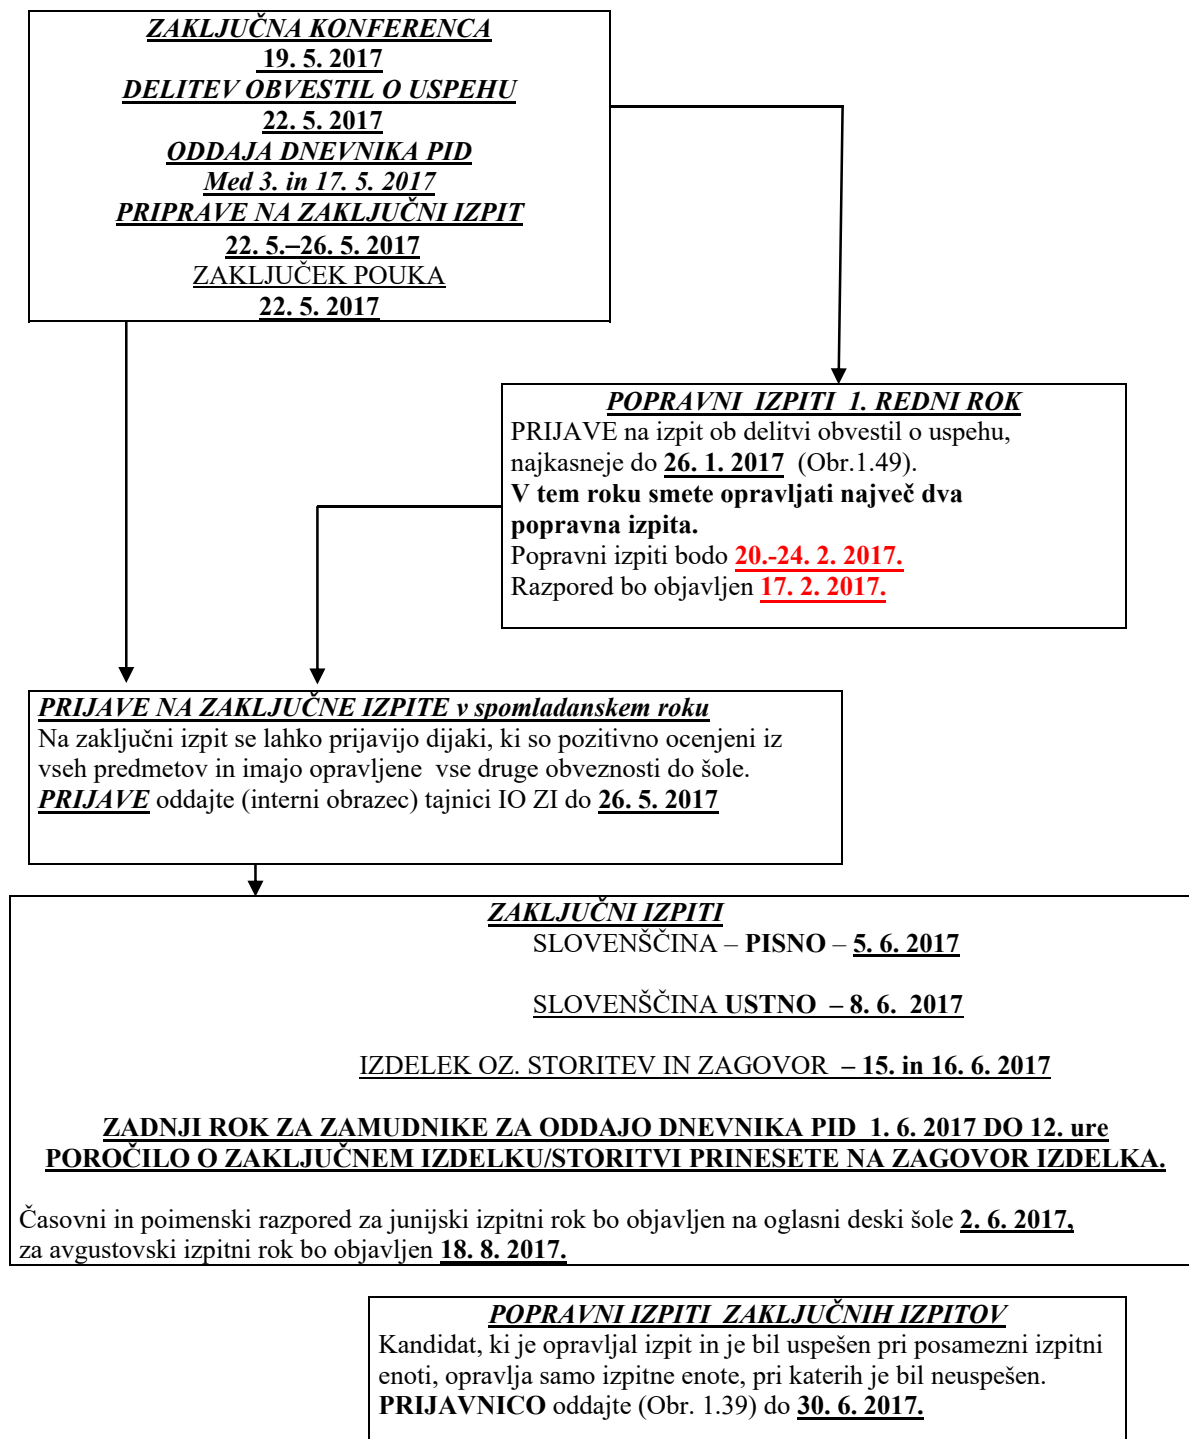 ZAKLJUČNA KONFERENCA
19. 5. 2017
DELITEV OBVESTIL O USPEHU
22. 5. 2017
ODDAJA DNEVNIKA PID
Med 3. in 17. 5. 2017
PRIPRAVE NA ZAKLJUČNI IZPIT
22. 5.–26. 5. 2017
ZAKLJUČEK POUKA
22. 5. 2017
POPRAVNI IZPITI 1. REDNI ROK
PRIJAVE na izpit ob delitvi obvestil o uspehu,
najkasneje do 26. 1. 2017 (Obr.1.49).
V tem roku smete opravljati največ dva
popravna izpita.
Popravni izpiti bodo 20.-24. 2. 2017.
Razpored bo objavljen 17. 2. 2017.
PRIJAVE NA ZAKLJUČNE IZPITE v spomladanskem roku
Na zaključni izpit se lahko prijavijo dijaki, ki so pozitivno ocenjeni iz
vseh predmetov in imajo opravljene vse druge obveznosti do šole.
PRIJAVE oddajte (interni obrazec) tajnici IO ZI do 26. 5. 2017
ZAKLJUČNI IZPITI
SLOVENŠČINA – PISNO – 5. 6. 2017
SLOVENŠČINA USTNO – 8. 6. 2017
IZDELEK OZ. STORITEV IN ZAGOVOR – 15. in 16. 6. 2017
ZADNJI ROK ZA ZAMUDNIKE ZA ODDAJO DNEVNIKA PID 1. 6. 2017 DO 12. ure
POROČILO O ZAKLJUČNEM IZDELKU/STORITVI PRINESETE NA ZAGOVOR IZDELKA.
Časovni in poimenski razpored za junijski izpitni rok bo objavljen na oglasni deski šole 2. 6. 2017,
za avgustovski izpitni rok bo objavljen 18. 8. 2017.
POPRAVNI IZPITI ZAKLJUČNIH IZPITOV
Kandidat, ki je opravljal izpit in je bil uspešen pri posamezni izpitni
enoti, opravlja samo izpitne enote, pri katerih je bil neuspešen.
PRIJAVNICO oddajte (Obr. 1.39) do 30. 6. 2017.